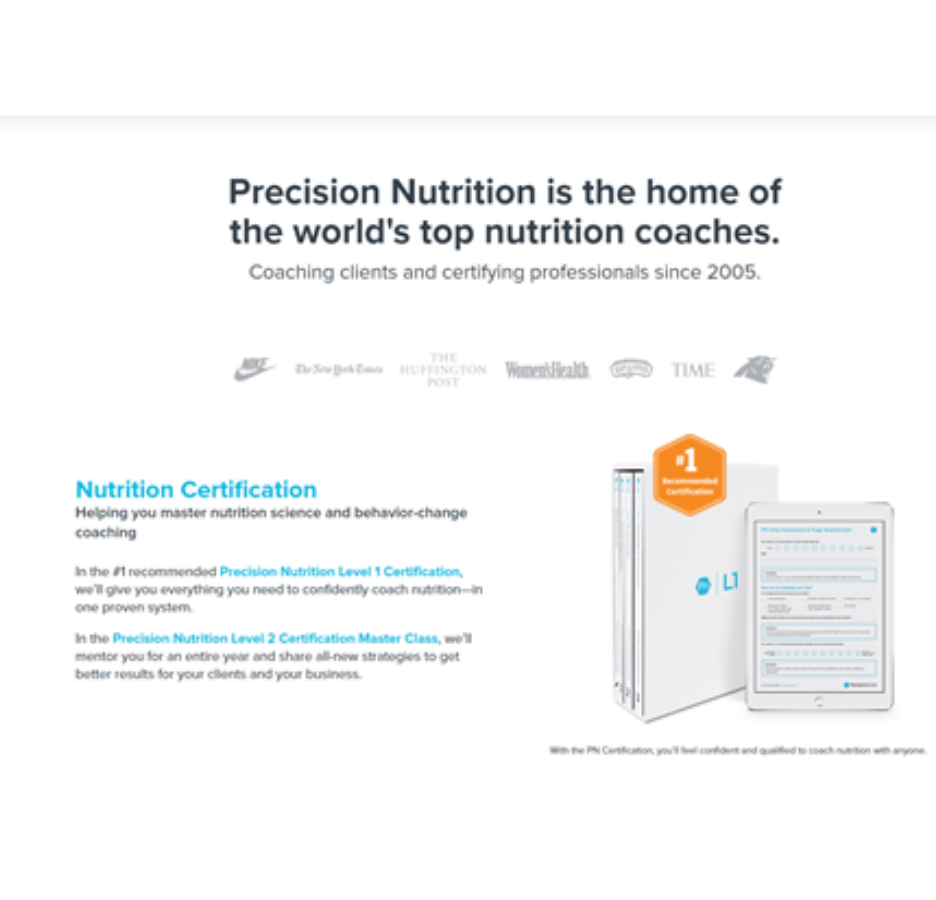 Precision Nutrition is the home of
the world's top nutrition coaches.
Coaching clients and certifying professionals since 2005.
NIKE
The New York Times
THE
HUFFINGTON
POST
Women'sHealth
SPURS
TIME
Nutrition Certification
Helping you master nutrition science and behavior-change
coaching
In the #1 recommended Precision Nutrition Level 1 Certification,
we'll give you everything you need to confidently coach nutrition—in
one proven system.
In the Precision Nutrition Level 2 Certification Master Class, we'll
mentor you for an entire year and share all-new strategies to get
better results for your clients and your business.
#1
Recommended
Certification
PN L1
With the PN Certification, you'll feel confident and qualified to coach nutrition with anyone.